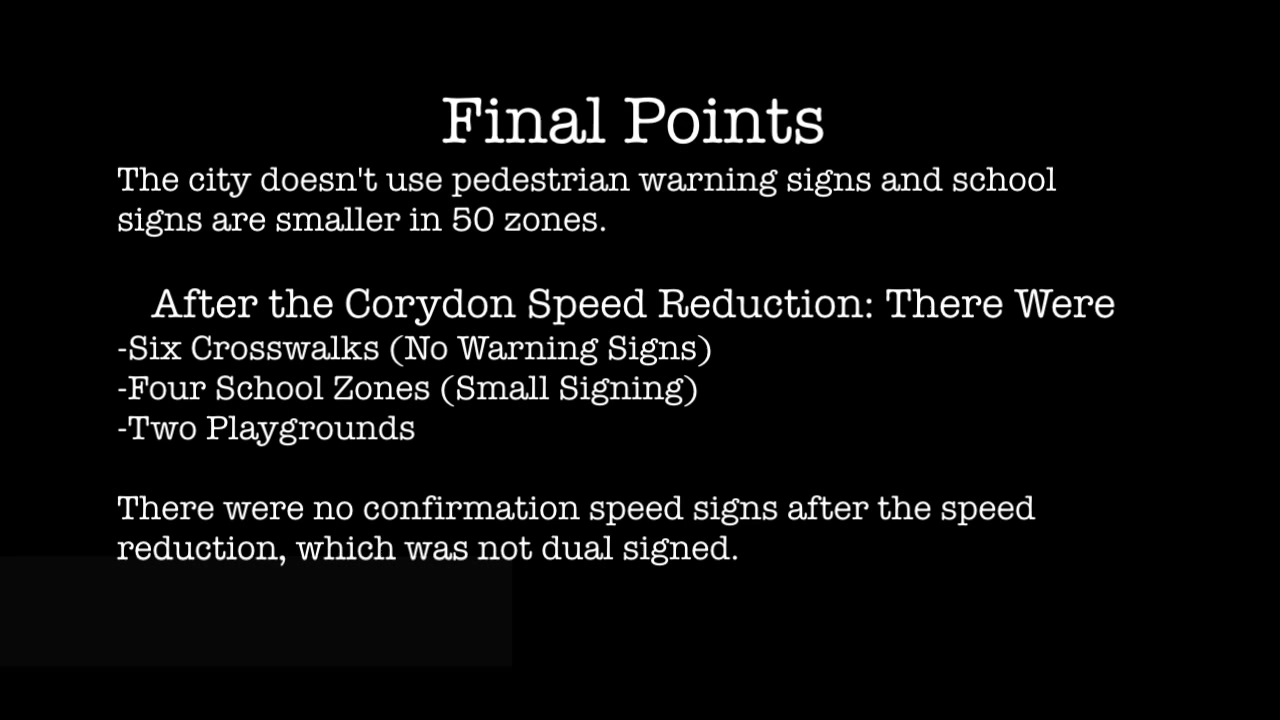 Final Points
The city doesn't use pedestrian warning signs and school
signs are smaller in 50 zones.
After the Corydon Speed Reduction: There Were
-Six Crosswalks (No Warning Signs)
-Four School Zones (Small Signing)
-Two Playgrounds
There were no confirmation speed signs after the speed
reduction, which was not dual signed.